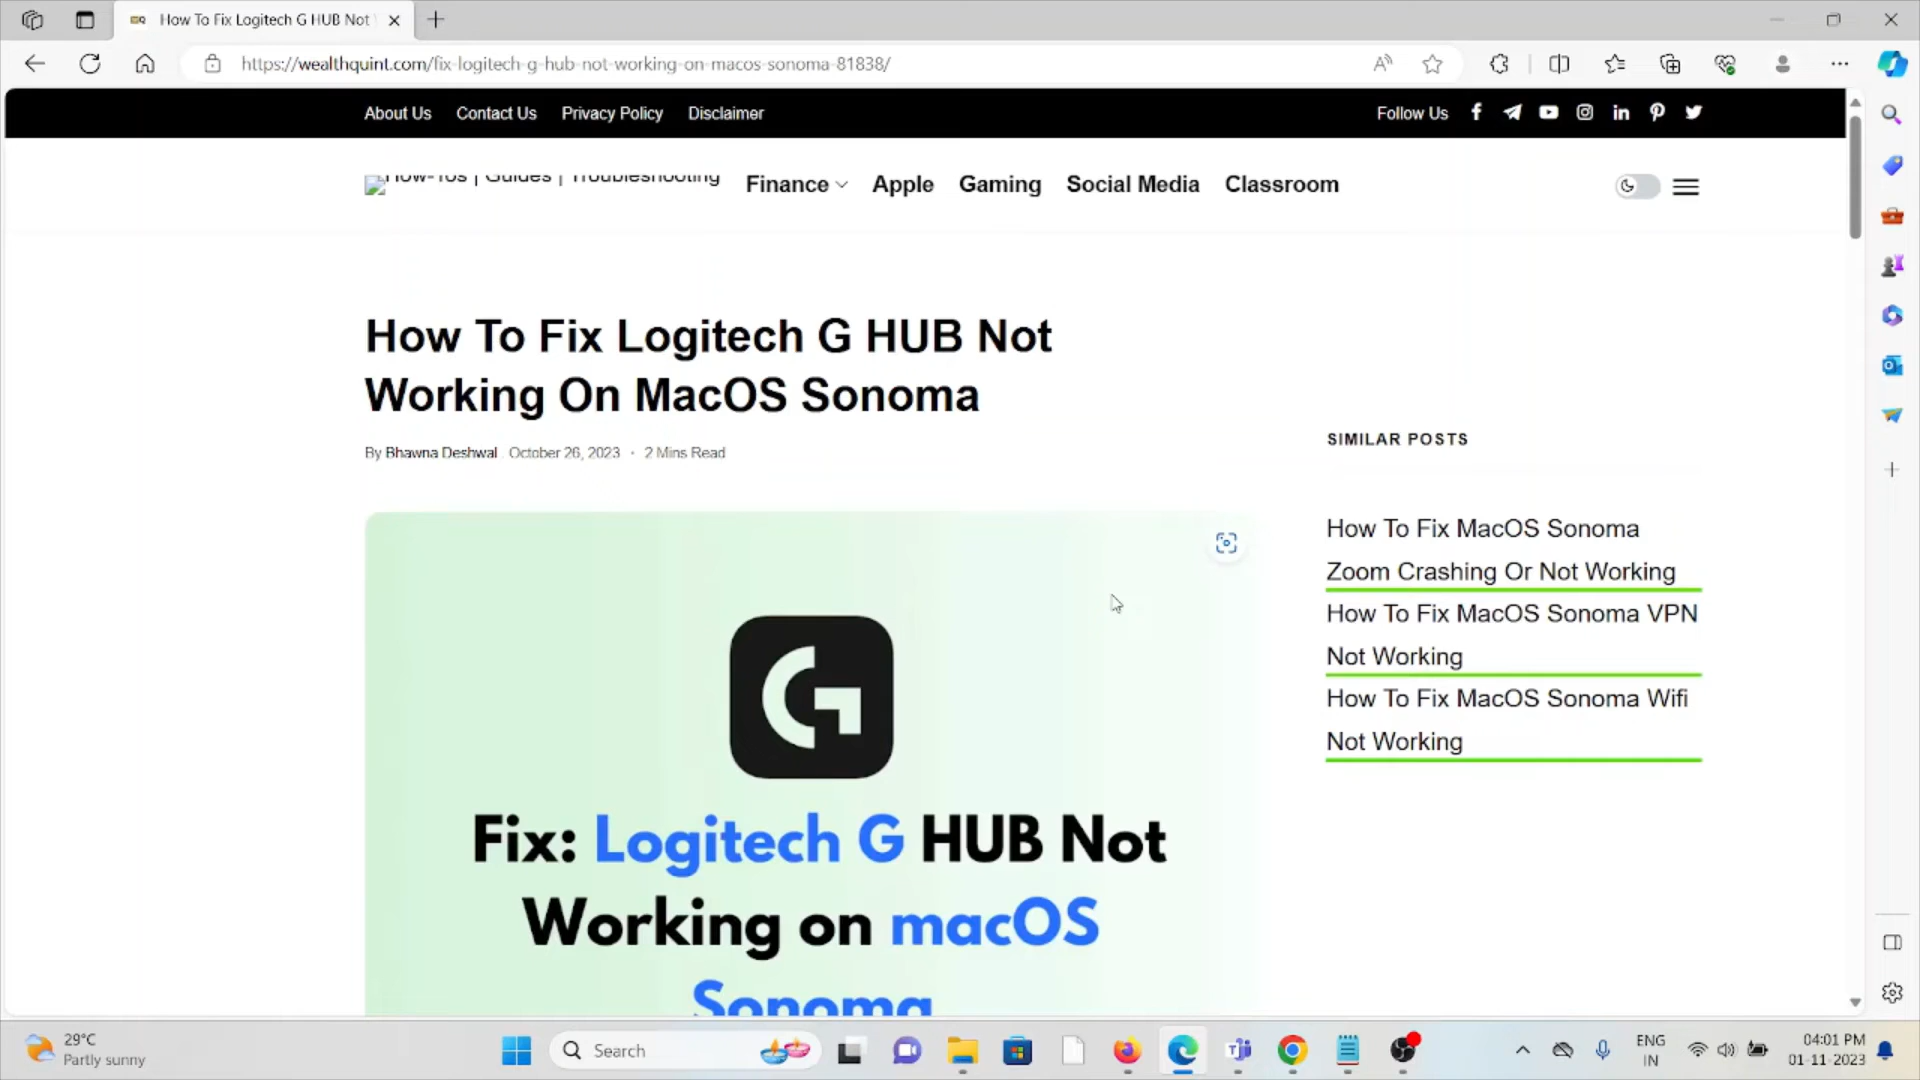 How To Fix Logitech G HUB Not
https://wealthquint.com/fix-logitech-g-hub-not-working-on-macos-sonoma-81838/
About Us Contact Us Privacy Policy Disclaimer Follow Us
How-Tos | Guides | Troubleshooting Finance Apple Gaming Social Media Classroom
How To Fix Logitech G HUB Not
Working On MacOS Sonoma
By Bhawna Deshwal . October 26, 2023 • 2 Mins Read
SIMILAR POSTS
How To Fix MacOS Sonoma
Zoom Crashing Or Not Working
How To Fix MacOS Sonoma VPN
Not Working
How To Fix MacOS Sonoma Wifi
Not Working
Fix: Logitech G HUB Not
Working on macOS
Sonoma
29°C
Partly sunny
Search
ENG
IN
04:01 PM
01-11-2023